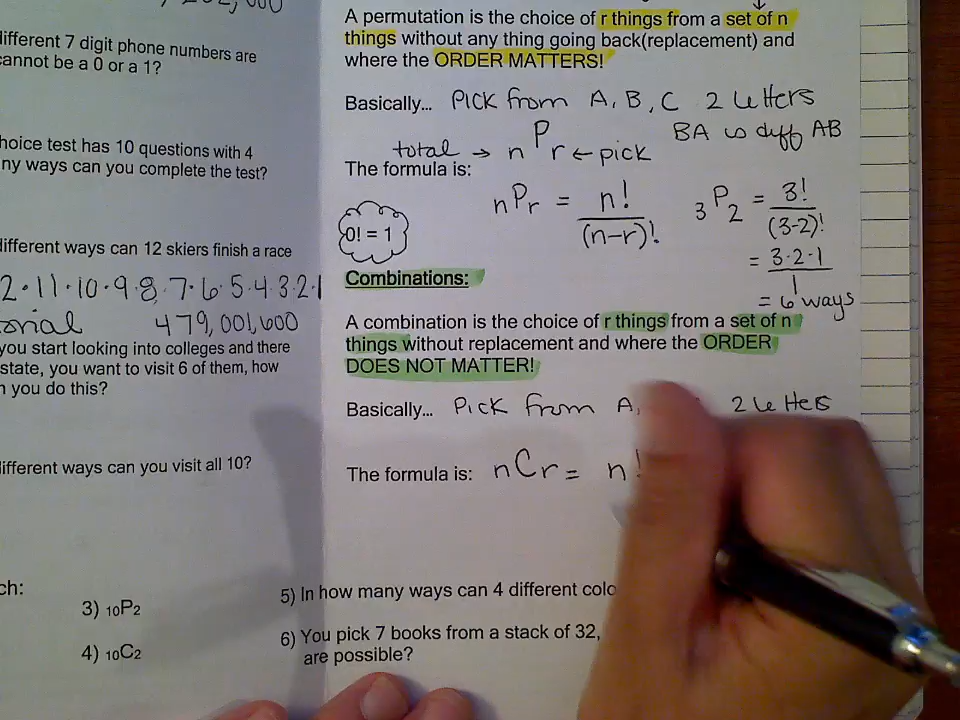 different 7 digit phone numbers are
cannot be a 0 or a 1?
hoice test has 10 questions with 4
ny ways can you complete the test?
ifferent ways can 12 skiers finish a race
2·11·10·9·8·7·6·5·4·3·2·1
orial 479,001,600
you start looking into colleges and there
state, you want to visit 6 of them, how
you do this?
ifferent ways can you visit all 10?
ch:
3) 10P2
4) 10C2
A permutation is the choice of r things from a set of n
things without any thing going back(replacement) and
where the ORDER MATTERS!
Basically... Pick from A, B, C 2 letters
BA is diff AB
total → nPr ← pick
The formula is:
nPr = n! / (n-r)!
3P2 = 3! / (3-2)!
= 3·2·1 / 1
= 6 ways
0! = 1
Combinations:
A combination is the choice of r things from a set of n
things without replacement and where the ORDER
DOES NOT MATTER!
Basically... Pick from A, 2 letters
The formula is: nCr = n!
5) In how many ways can 4 different colo
6) You pick 7 books from a stack of 32,
are possible?